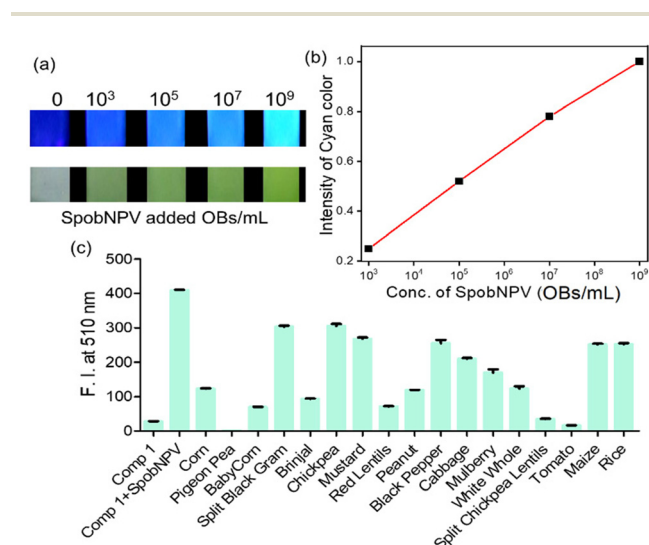 (a)
0 10³ 10⁵ 10⁷ 10⁹
SpobNPV added OBs/mL
(b)
Intensity of Cyan color
1.0
0.8
0.6
0.4
0.2
10³ 10⁴ 10⁵ 10⁶ 10⁷ 10⁸ 10⁹
Conc. of SpobNPV (OBs/mL)
(c)
F. I. at 510 nm
500
400
300
200
100
0
Comp 1
Comp 1+SpobNPV
Corn
Pigeon Pea
BabyCorn
Split Black Gram
Brinjal
Chickpea
Mustard
Red Lentils
Peanut
Black Pepper
Cabbage
Mulberry
White Whole
Split Chickpea Lentils
Tomato
Maize
Rice